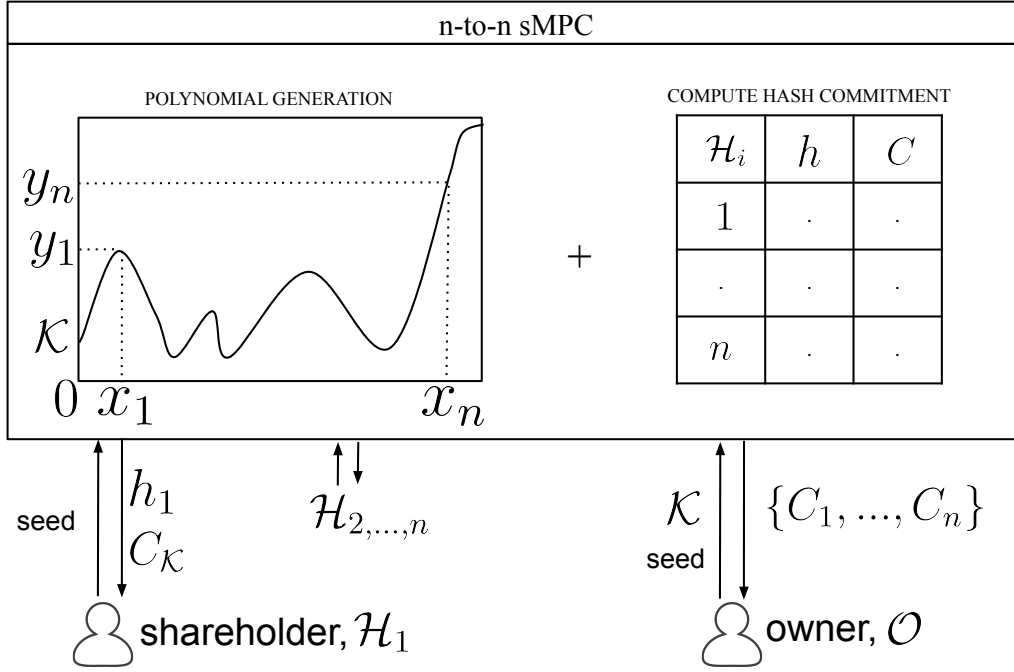 n-to-n sMPC
POLYNOMIAL GENERATION
COMPUTE HASH COMMITMENT
y_n
y_1
𝒦
0 x_1 x_n
+
ℋ_i h C
1 . .
. . .
n . .
seed
h_1
C_𝒦
ℋ_{2,...,n}
𝒦
seed
{C_1, ..., C_n}
shareholder, ℋ_1
owner, 𝒪